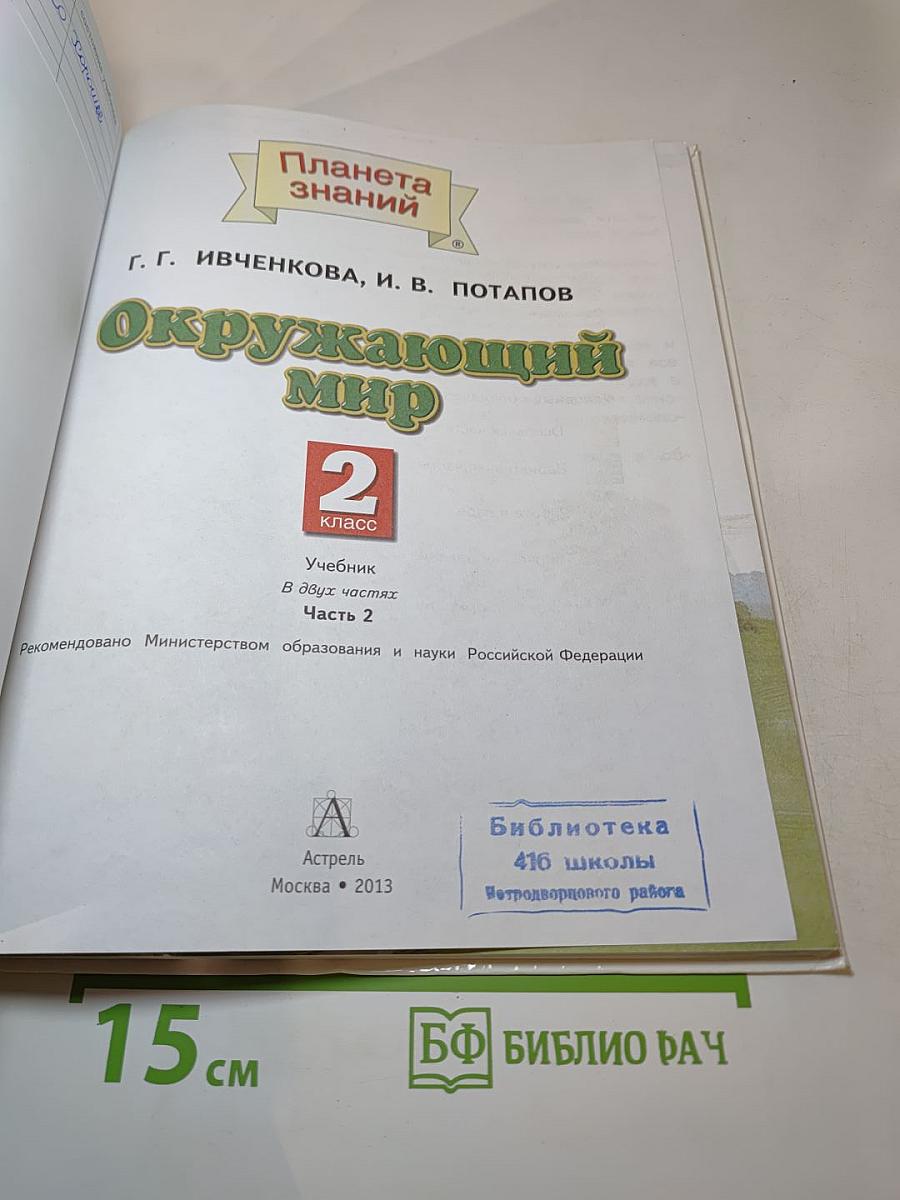 Хорошее
Планета
знаний
®
Г. Г. ИВЧЕНКОВА, И. В. ПОТАПОВ
Окружающий
мир
2
класс
Учебник
В двух частях
Часть 2
Рекомендовано Министерством образования и науки Российской Федерации
Астрель
Москва • 2013
Библиотека
416 школы
Петродворцового района
15 см
БФ БИБЛИО